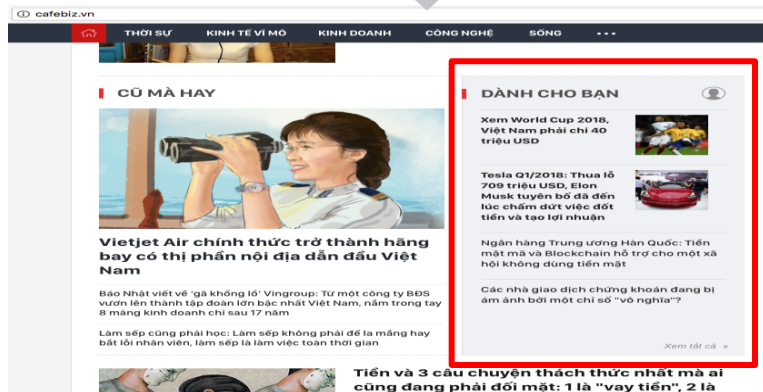 cafebiz.vn
THỜI SỰ KINH TẾ VĨ MÔ KINH DOANH CÔNG NGHỆ SỐNG ...
CŨ MÀ HAY
Vietjet Air chính thức trở thành hãng
bay có thị phần nội địa dẫn đầu Việt
Nam
Báo Nhật viết về 'gã khổng lồ' Vingroup: Từ một công ty BĐS
vươn lên thành tập đoàn lớn bậc nhất Việt Nam, nắm trong tay
8 mảng kinh doanh chỉ sau 17 năm
Làm sếp cũng phải học: Làm sếp không phải để la mắng hay
bắt lỗi nhân viên, làm sếp là làm việc toàn thời gian
DÀNH CHO BẠN
Xem World Cup 2018,
Việt Nam phải chi 40
triệu USD
Tesla Q1/2018: Thua lỗ
709 triệu USD, Elon
Musk tuyên bố đã đến
lúc chấm dứt việc đốt
tiền và tạo lợi nhuận
Ngân hàng Trung ương Hàn Quốc: Tiền
mật mã và Blockchain hỗ trợ cho một xã
hội không dùng tiền mặt
Các nhà giao dịch chứng khoán đang bị
ám ảnh bởi một chỉ số "vô nghĩa"?
Xem tất cả »
Tiền và 3 câu chuyện thách thức nhất mà ai
cũng đang phải đối mặt: 1 là "vay tiền", 2 là